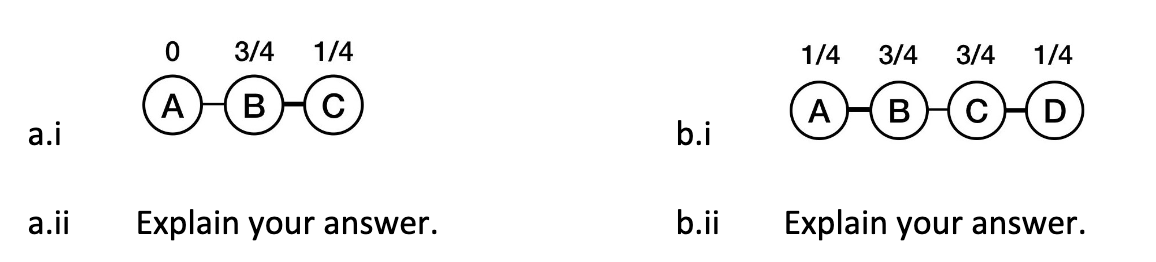 0 3/4 1/4
A B C
a.i
a.ii Explain your answer.
1/4 3/4 3/4 1/4
A B C D
b.i
b.ii Explain your answer.